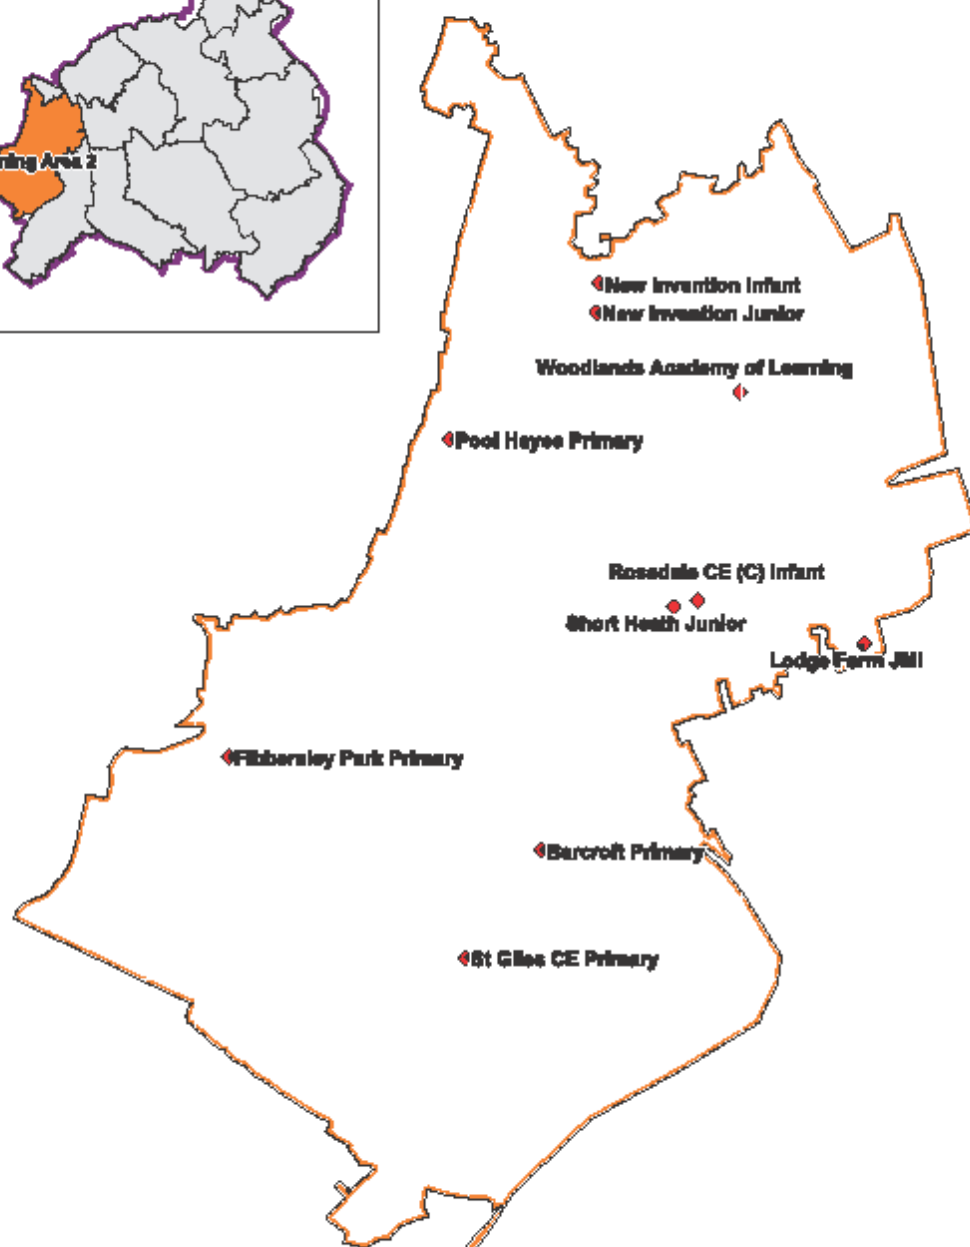 ning Area 2
New Invention Infant
New Invention Junior
Woodlands Academy of Learning
Pool Hayes Primary
Rosedale CE (C) Infant
Short Heath Junior
Lodge Farm JMI
Fibbersley Park Primary
Barcroft Primary
St Giles CE Primary